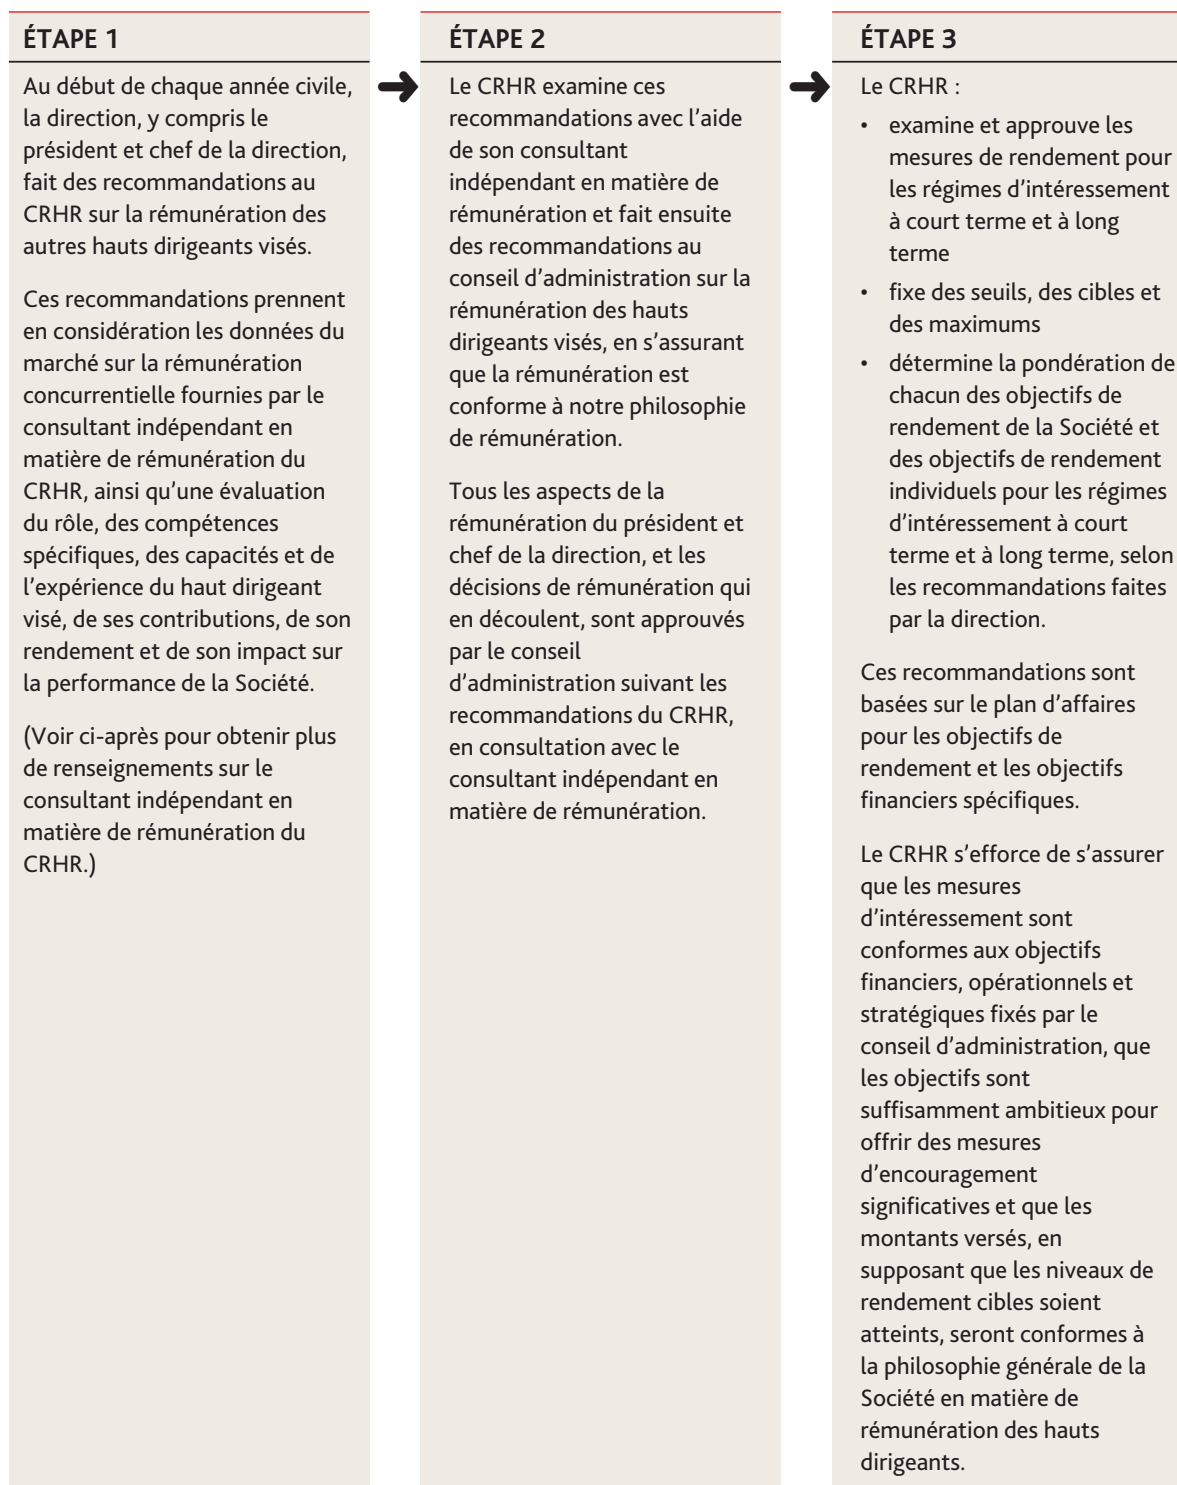 ÉTAPE 1
Au début de chaque année civile,
la direction, y compris le
président et chef de la direction,
fait des recommandations au
CRHR sur la rémunération des
autres hauts dirigeants visés.
Ces recommandations prennent
en considération les données du
marché sur la rémunération
concurrentielle fournies par le
consultant indépendant en
matière de rémunération du
CRHR, ainsi qu’une évaluation
du rôle, des compétences
spécifiques, des capacités et de
l’expérience du haut dirigeant
visé, de ses contributions, de son
rendement et de son impact sur
la performance de la Société.
(Voir ci-après pour obtenir plus
de renseignements sur le
consultant indépendant en
matière de rémunération du
CRHR.)
ÉTAPE 2
Le CRHR examine ces
recommandations avec l’aide
de son consultant
indépendant en matière de
rémunération et fait ensuite
des recommandations au
conseil d’administration sur la
rémunération des hauts
dirigeants visés, en s’assurant
que la rémunération est
conforme à notre philosophie
de rémunération.
Tous les aspects de la
rémunération du président et
chef de la direction, et les
décisions de rémunération qui
en découlent, sont approuvés
par le conseil
d’administration suivant les
recommandations du CRHR,
en consultation avec le
consultant indépendant en
matière de rémunération.
ÉTAPE 3
Le CRHR :
• examine et approuve les
mesures de rendement pour
les régimes d’intéressement
à court terme et à long
terme
• fixe des seuils, des cibles et
des maximums
• détermine la pondération de
chacun des objectifs de
rendement de la Société et
des objectifs de rendement
individuels pour les régimes
d’intéressement à court
terme et à long terme, selon
les recommandations faites
par la direction.
Ces recommandations sont
basées sur le plan d’affaires
pour les objectifs de
rendement et les objectifs
financiers spécifiques.
Le CRHR s’efforce de s’assurer
que les mesures
d’intéressement sont
conformes aux objectifs
financiers, opérationnels et
stratégiques fixés par le
conseil d’administration, que
les objectifs sont
suffisamment ambitieux pour
offrir des mesures
d’encouragement
significatives et que les
montants versés, en
supposant que les niveaux de
rendement cibles soient
atteints, seront conformes à
la philosophie générale de la
Société en matière de
rémunération des hauts
dirigeants.